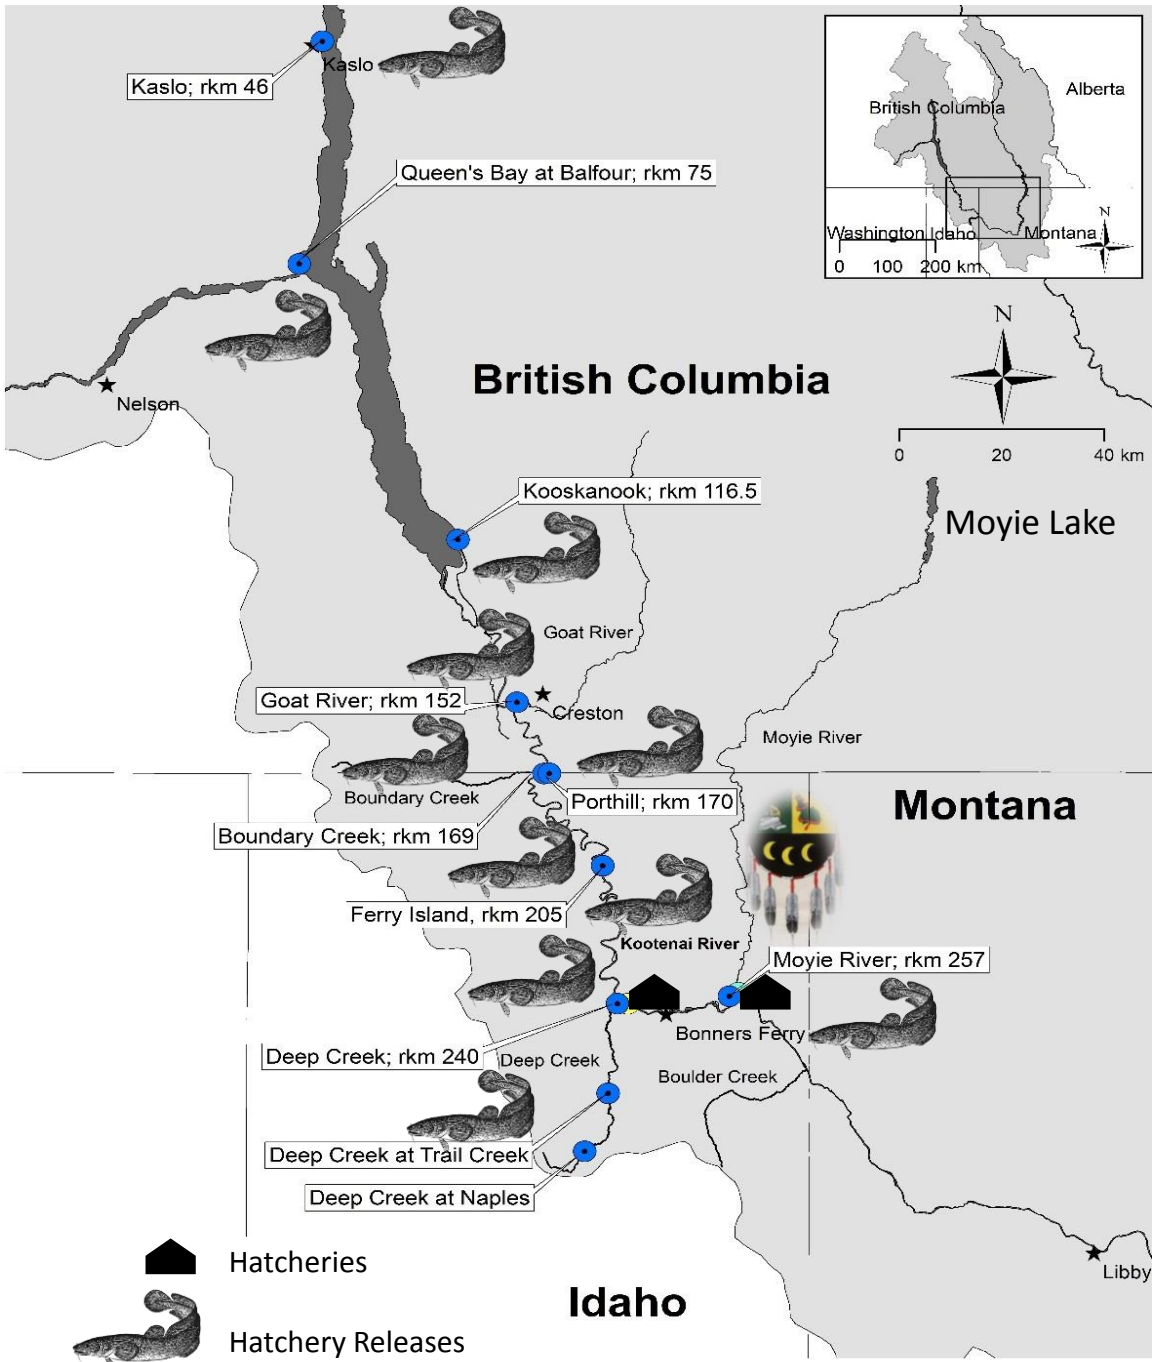 Kaslo
Kaslo; rkm 46
Alberta
British Columbia
Queen's Bay at Balfour; rkm 75
N
Washington
Idaho
Montana
0 100 200 km
N
British Columbia
Nelson
0 20 40 km
Kooskanook; rkm 116.5
Moyie Lake
Goat River
Goat River; rkm 152
Creston
Moyie River
Boundary Creek
Porthill; rkm 170
Montana
Boundary Creek; rkm 169
Ferry Island, rkm 205
Kootenai River
Moyie River; rkm 257
Bonners Ferry
Deep Creek; rkm 240
Deep Creek
Boulder Creek
Deep Creek at Trail Creek
Deep Creek at Naples
Hatcheries
Libby
Idaho
Hatchery Releases